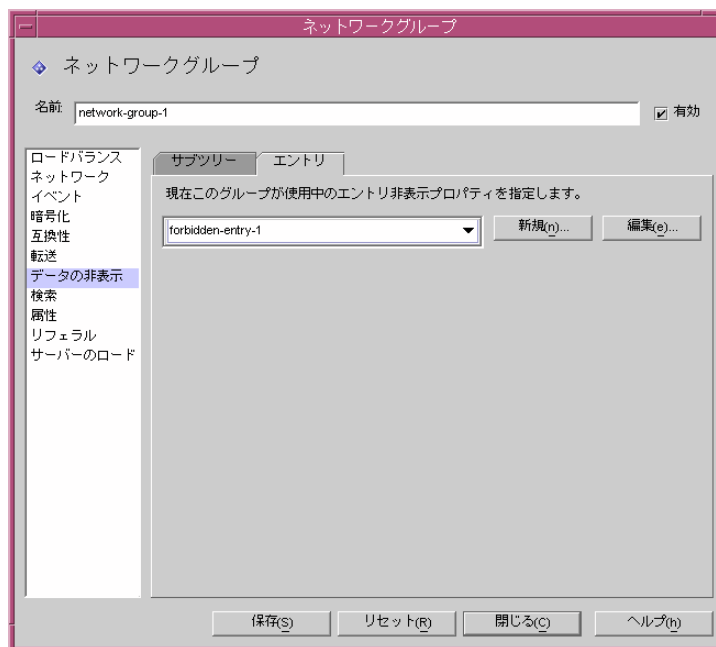 ネットワークグループ
ネットワークグループ
名前: network-group-1 有効
ロードバランス
ネットワーク
イベント
暗号化
互換性
転送
データの非表示
検索
属性
リフェラル
サーバーのロード
サブツリー エントリ
現在このグループが使用中のエントリ非表示プロパティを指定します。
forbidden-entry-1 新規(n)... 編集(e)...
保存(S) リセット(R) 閉じる(C) ヘルプ(h)